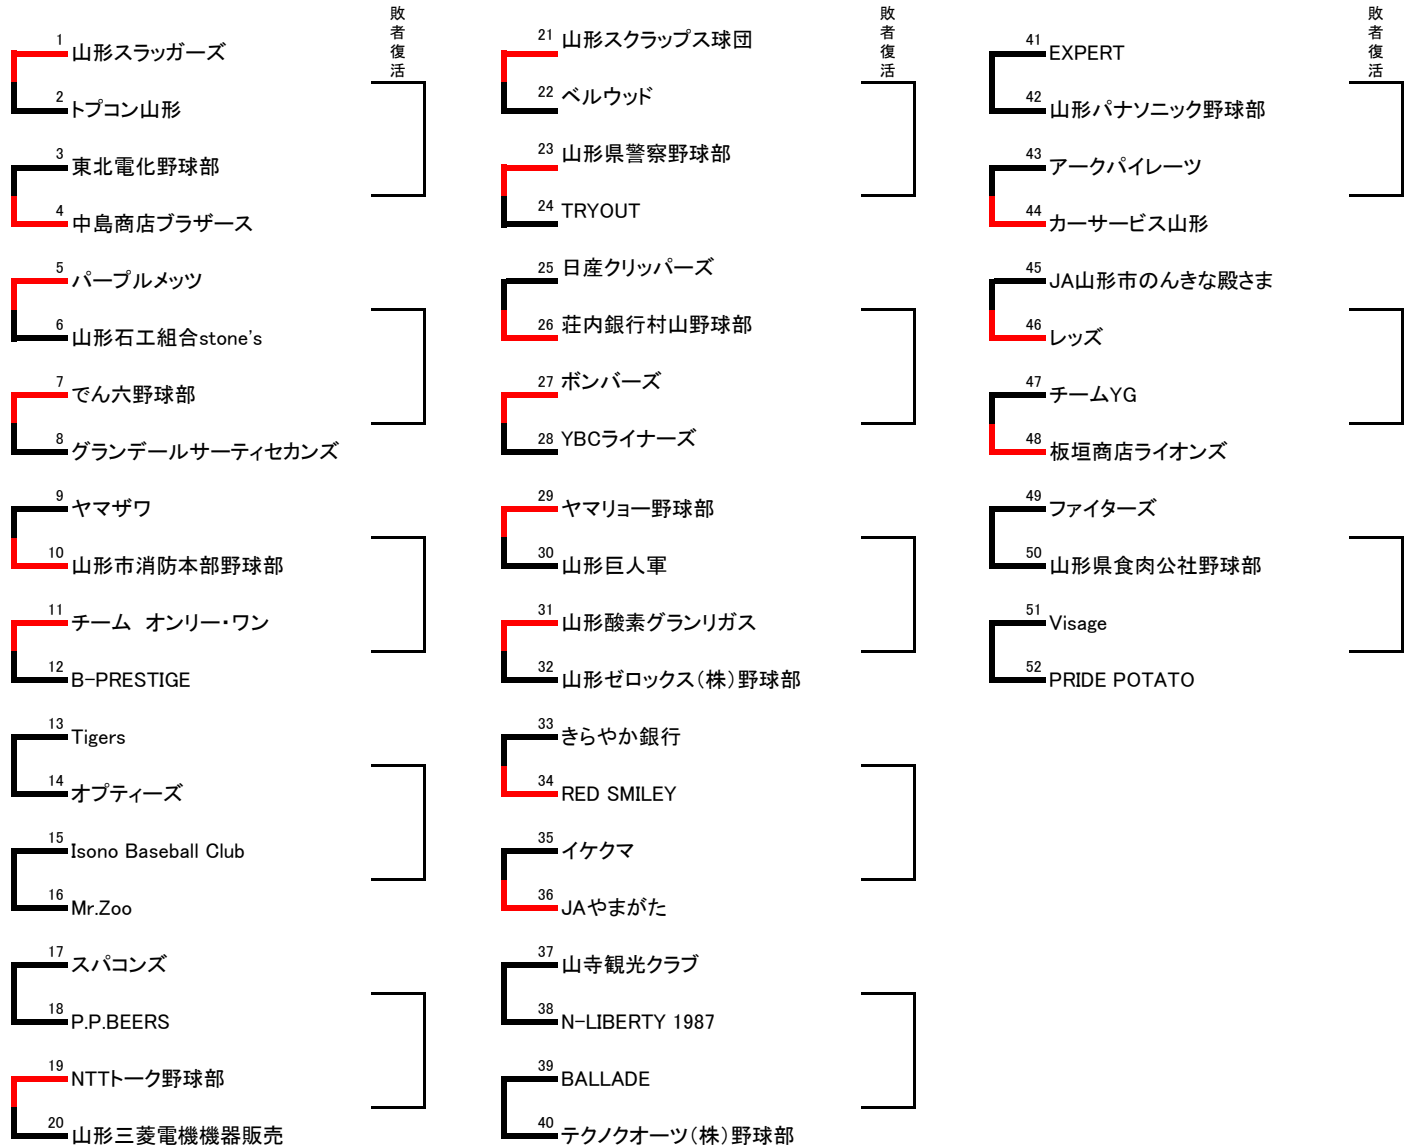 敗者復活
1 山形スラッガーズ
2 トプコン山形
3 東北電化野球部
4 中島商店ブラザース
5 パープルメッツ
6 山形石工組合stone's
7 でん六野球部
8 グランデールサーティセカンズ
9 ヤマザワ
10 山形市消防本部野球部
11 チーム　オンリー・ワン
12 B-PRESTIGE
13 Tigers
14 オプティーズ
15 Isono Baseball Club
16 Mr.Zoo
17 スパコンズ
18 P.P.BEERS
19 NTTトーク野球部
20 山形三菱電機機器販売
敗者復活
21 山形スクラップス球団
22 ベルウッド
23 山形県警察野球部
24 TRYOUT
25 日産クリッパーズ
26 荘内銀行村山野球部
27 ボンバーズ
28 YBCライナーズ
29 ヤマリョー野球部
30 山形巨人軍
31 山形酸素グランリガス
32 山形ゼロックス（株）野球部
33 きらやか銀行
34 RED SMILEY
35 イケクマ
36 JAやまがた
37 山寺観光クラブ
38 N-LIBERTY 1987
39 BALLADE
40 テクノクオーツ（株）野球部
敗者復活
41 EXPERT
42 山形パナソニック野球部
43 アークパイレーツ
44 カーサービス山形
45 JA山形市のんきな殿さま
46 レッズ
47 チームYG
48 板垣商店ライオンズ
49 ファイターズ
50 山形県食肉公社野球部
51 Visage
52 PRIDE POTATO